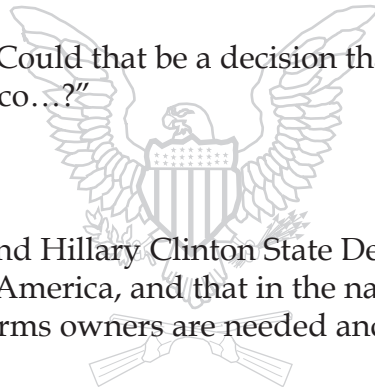 Could that be a decision th
co…?”
nd Hillary Clinton State De
America, and that in the na
rms owners are needed and